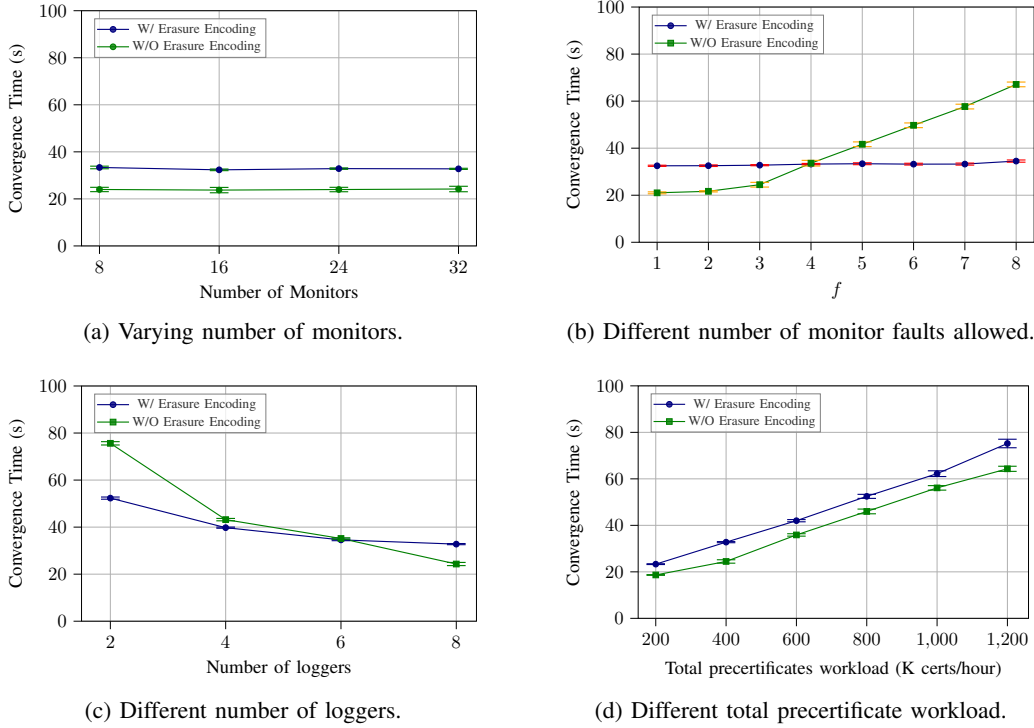 100
80
60
40
20
0
Convergence Time (s)
W/ Erasure Encoding
W/O Erasure Encoding
8
16
24
32
Number of Monitors
(a) Varying number of monitors.
100
80
60
40
20
0
Convergence Time (s)
W/ Erasure Encoding
W/O Erasure Encoding
1
2
3
4
5
6
7
8
f
(b) Different number of monitor faults allowed.
100
80
60
40
20
0
Convergence Time (s)
W/ Erasure Encoding
W/O Erasure Encoding
2
4
6
8
Number of loggers
(c) Different number of loggers.
100
80
60
40
20
0
Convergence Time (s)
W/ Erasure Encoding
W/O Erasure Encoding
200
400
600
800
1,000
1,200
Total precertificates workload (K certs/hour)
(d) Different total precertificate workload.